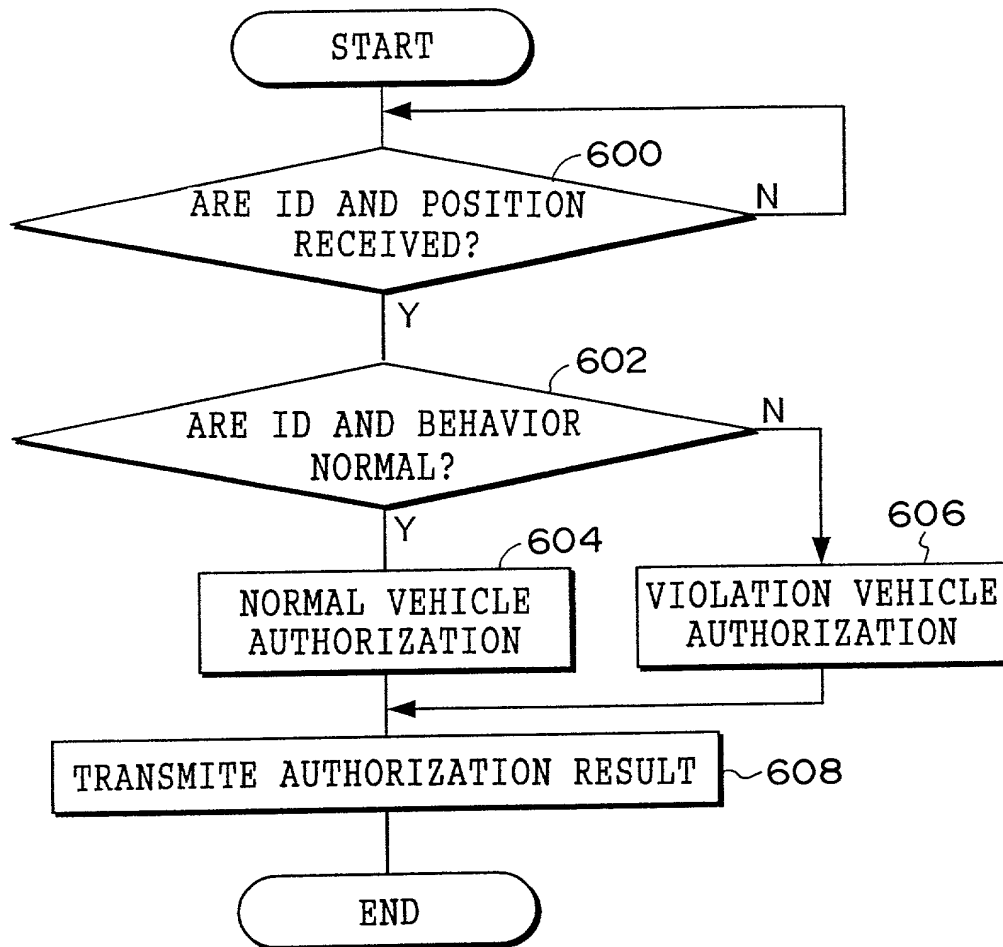 START
600
ARE ID AND POSITION
RECEIVED?
N
Y
602
ARE ID AND BEHAVIOR
NORMAL?
N
Y
604
NORMAL VEHICLE
AUTHORIZATION
606
VIOLATION VEHICLE
AUTHORIZATION
TRANSMITE AUTHORIZATION RESULT
608
END